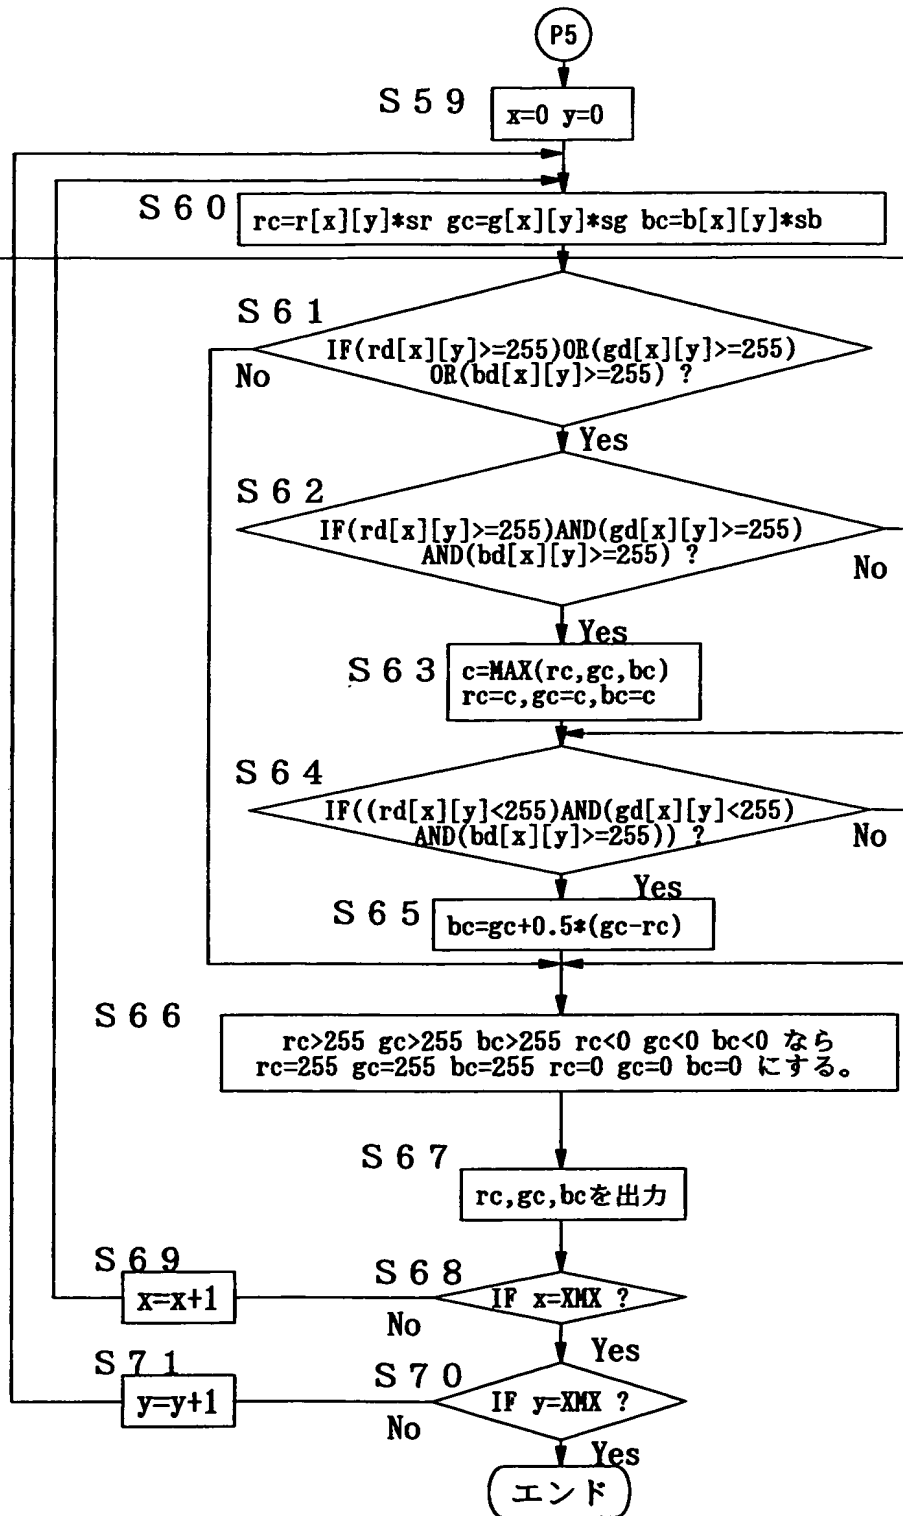 P5
S59
x=0 y=0
S60
rc=r[x][y]*sr gc=g[x][y]*sg bc=b[x][y]*sb
S61
IF(rd[x][y]>=255)OR(gd[x][y]>=255)
OR(bd[x][y]>=255) ?
No
Yes
S62
IF(rd[x][y]>=255)AND(gd[x][y]>=255)
AND(bd[x][y]>=255) ?
No
Yes
S63
c=MAX(rc,gc,bc)
rc=c,gc=c,bc=c
S64
IF((rd[x][y]<255)AND(gd[x][y]<255)
AND(bd[x][y]>=255)) ?
No
Yes
S65
bc=gc+0.5*(gc-rc)
S66
rc>255 gc>255 bc>255 rc<0 gc<0 bc<0 なら
rc=255 gc=255 bc=255 rc=0 gc=0 bc=0 にする。
S67
rc,gc,bcを出力
S69
x=x+1
S68
IF x=XMX ?
No
Yes
S71
y=y+1
S70
IF y=XMX ?
No
Yes
エンド